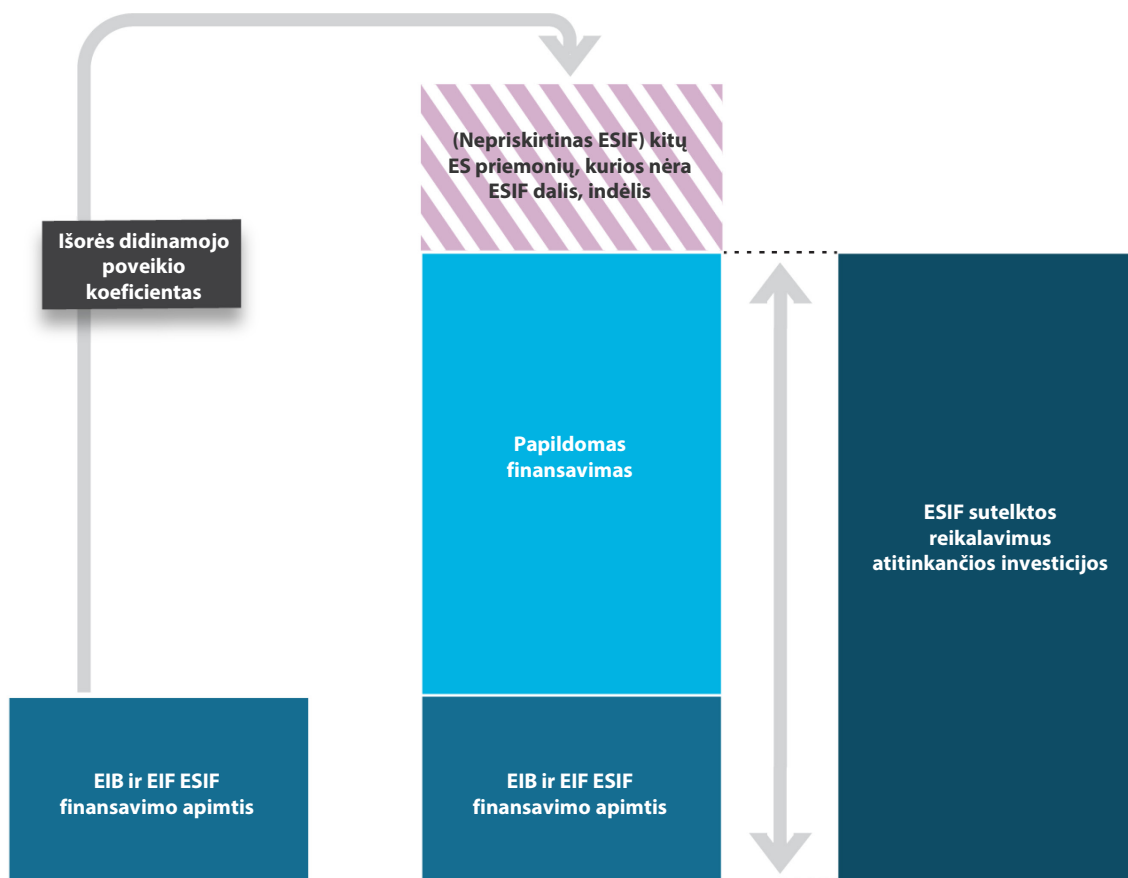 (Nepriskirtinas ESIF) kitų
ES priemonių, kurios nėra
ESIF dalis, indėlis
Išorės didinamojo
poveikio
koeficientas
Papildomas
finansavimas
ESIF sutelktos
reikalavimus
atitinkančios investicijos
EIB ir EIF ESIF
finansavimo apimtis
EIB ir EIF ESIF
finansavimo apimtis